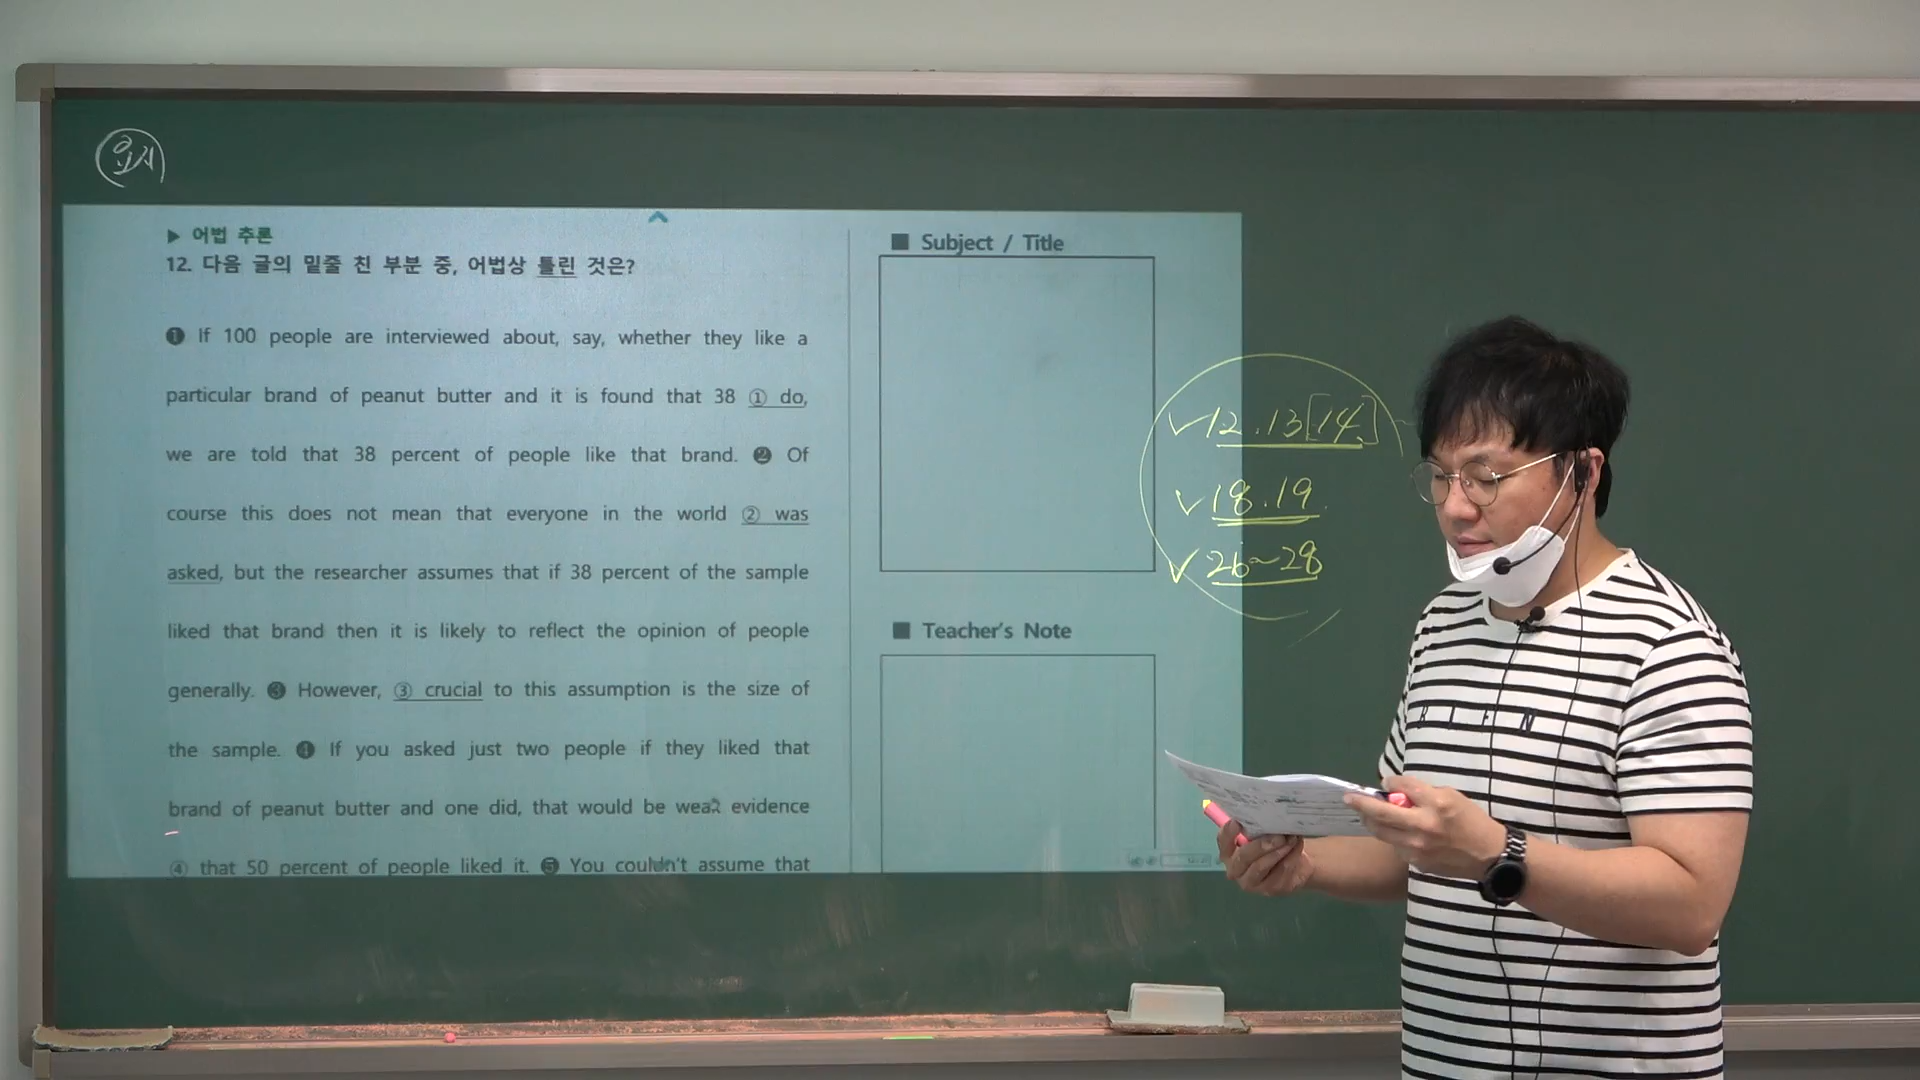 요시
▶ 어법 추론
12. 다음 글의 밑줄 친 부분 중, 어법상 틀린 것은?
❶ If 100 people are interviewed about, say, whether they like a
particular brand of peanut butter and it is found that 38 ① do,
we are told that 38 percent of people like that brand. ❷ Of
course this does not mean that everyone in the world ② was
asked, but the researcher assumes that if 38 percent of the sample
liked that brand then it is likely to reflect the opinion of people
generally. ❸ However, ③ crucial to this assumption is the size of
the sample. ❹ If you asked just two people if they liked that
brand of peanut butter and one did, that would be weak evidence
④ that 50 percent of people liked it. ❺ You couldn't assume that
■ Subject / Title
■ Teacher's Note
✓12.13[14]
✓18.19
✓26~28